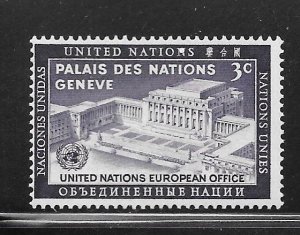 UNITED NATIONS 聯合國
PALAIS DES NATIONS 3c
GENEVE
NACIONES UNIDAS
NATIONS UNIES
UNITED NATIONS EUROPEAN OFFICE
ОБЪЕДИНЕННЫЕ НАЦИИ